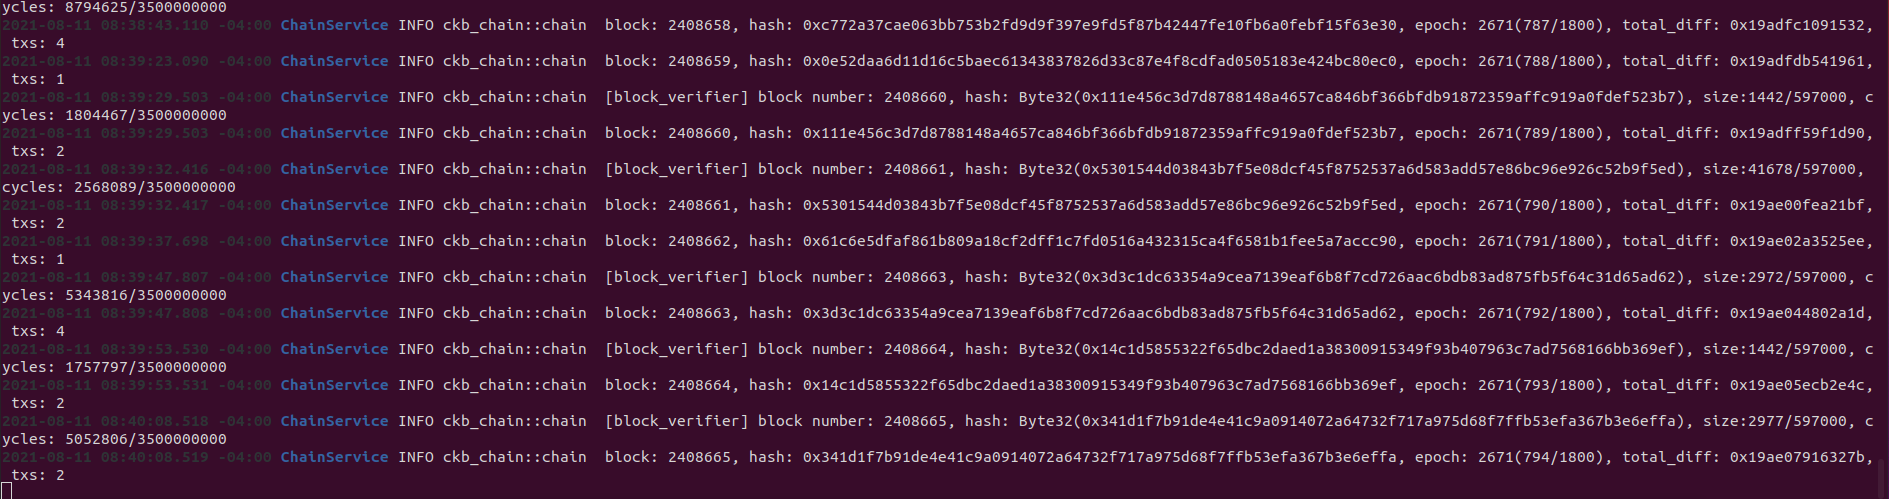 ycles: 8794625/3500000000
2021-08-11 08:38:43.110 -04:00 ChainService INFO ckb_chain::chain  block: 2408658, hash: 0xc772a37cae063bb753b2fd9d9f397e9fd5f87b42447fe10fb6a0febf15f63e30, epoch: 2671(787/1800), total_diff: 0x19adfc1091532,
 txs: 4
2021-08-11 08:39:23.090 -04:00 ChainService INFO ckb_chain::chain  block: 2408659, hash: 0x0e52daa6d11d16c5baec61343837826d33c87e4f8cdfad0505183e424bc80ec0, epoch: 2671(788/1800), total_diff: 0x19adfdb541961,
 txs: 1
2021-08-11 08:39:29.503 -04:00 ChainService INFO ckb_chain::chain  [block_verifier] block number: 2408660, hash: Byte32(0x111e456c3d7d8788148a4657ca846bf366bfdb91872359affc919a0fdef523b7), size:1442/597000, c
ycles: 1804467/3500000000
2021-08-11 08:39:29.503 -04:00 ChainService INFO ckb_chain::chain  block: 2408660, hash: 0x111e456c3d7d8788148a4657ca846bf366bfdb91872359affc919a0fdef523b7, epoch: 2671(789/1800), total_diff: 0x19adff59f1d90,
 txs: 2
2021-08-11 08:39:32.416 -04:00 ChainService INFO ckb_chain::chain  [block_verifier] block number: 2408661, hash: Byte32(0x5301544d03843b7f5e08dcf45f8752537a6d583add57e86bc96e926c52b9f5ed), size:41678/597000,
cycles: 2568089/3500000000
2021-08-11 08:39:32.417 -04:00 ChainService INFO ckb_chain::chain  block: 2408661, hash: 0x5301544d03843b7f5e08dcf45f8752537a6d583add57e86bc96e926c52b9f5ed, epoch: 2671(790/1800), total_diff: 0x19ae00fea21bf,
 txs: 2
2021-08-11 08:39:37.698 -04:00 ChainService INFO ckb_chain::chain  block: 2408662, hash: 0x61c6e5dfaf861b809a18cf2dff1c7fd0516a432315ca4f6581b1fee5a7accc90, epoch: 2671(791/1800), total_diff: 0x19ae02a3525ee,
 txs: 1
2021-08-11 08:39:47.807 -04:00 ChainService INFO ckb_chain::chain  [block_verifier] block number: 2408663, hash: Byte32(0x3d3c1dc63354a9cea7139eaf6b8f7cd726aac6bdb83ad875fb5f64c31d65ad62), size:2972/597000, c
ycles: 5343816/3500000000
2021-08-11 08:39:47.808 -04:00 ChainService INFO ckb_chain::chain  block: 2408663, hash: 0x3d3c1dc63354a9cea7139eaf6b8f7cd726aac6bdb83ad875fb5f64c31d65ad62, epoch: 2671(792/1800), total_diff: 0x19ae044802a1d,
 txs: 4
2021-08-11 08:39:53.530 -04:00 ChainService INFO ckb_chain::chain  [block_verifier] block number: 2408664, hash: Byte32(0x14c1d5855322f65dbc2daed1a38300915349f93b407963c7ad7568166bb369ef), size:1442/597000, c
ycles: 1757797/3500000000
2021-08-11 08:39:53.531 -04:00 ChainService INFO ckb_chain::chain  block: 2408664, hash: 0x14c1d5855322f65dbc2daed1a38300915349f93b407963c7ad7568166bb369ef, epoch: 2671(793/1800), total_diff: 0x19ae05ecb2e4c,
 txs: 2
2021-08-11 08:40:08.518 -04:00 ChainService INFO ckb_chain::chain  [block_verifier] block number: 2408665, hash: Byte32(0x341d1f7b91de4e41c9a0914072a64732f717a975d68f7ffb53efa367b3e6effa), size:2977/597000, c
ycles: 5052806/3500000000
2021-08-11 08:40:08.519 -04:00 ChainService INFO ckb_chain::chain  block: 2408665, hash: 0x341d1f7b91de4e41c9a0914072a64732f717a975d68f7ffb53efa367b3e6effa, epoch: 2671(794/1800), total_diff: 0x19ae07916327b,
 txs: 2